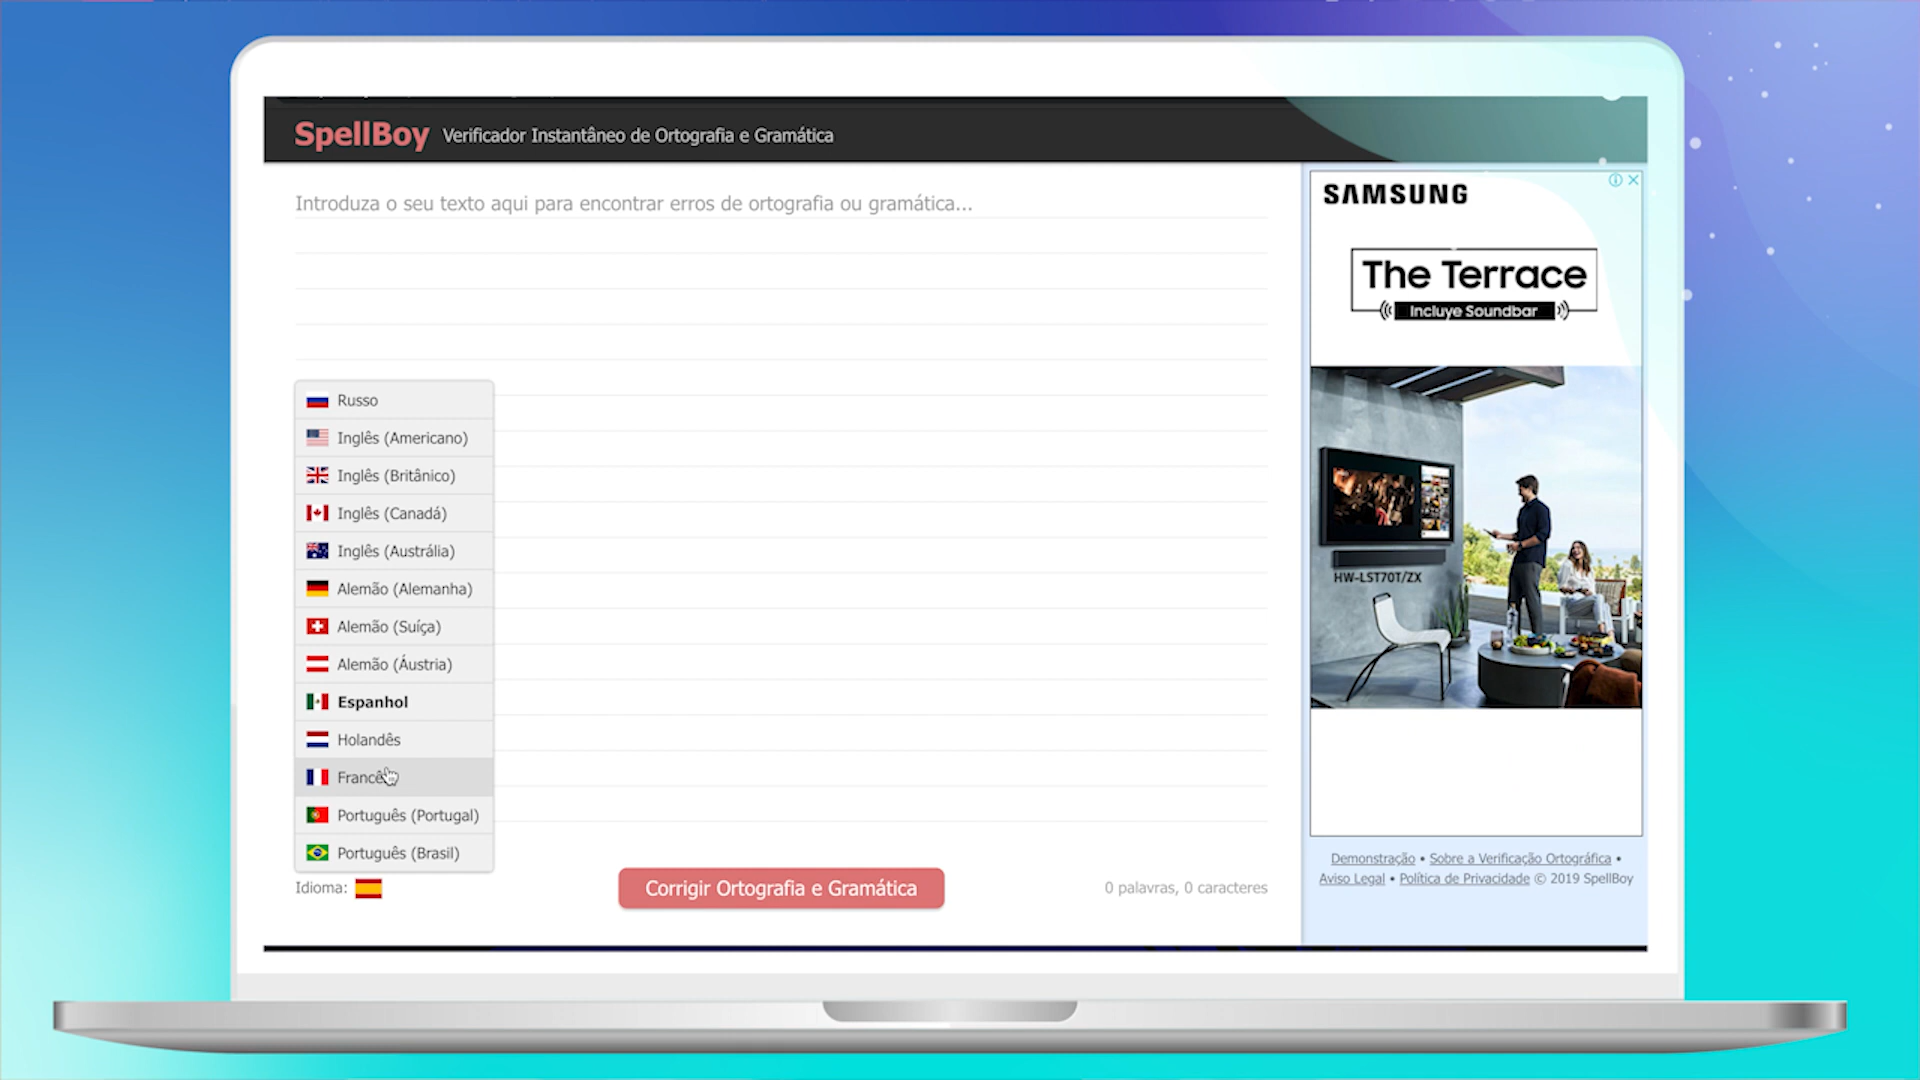 SpellBoy Verificador Instantâneo de Ortografia e Gramática
Introduza o seu texto aqui para encontrar erros de ortografia ou gramática...
Russo
Inglês (Americano)
Inglês (Britânico)
Inglês (Canadá)
Inglês (Austrália)
Alemão (Alemanha)
Alemão (Suíça)
Alemão (Áustria)
Espanhol
Holandês
Português (Portugal)
Português (Brasil)
Idioma:
Corrigir Ortografia e Gramática
0 palavras, 0 caracteres
SAMSUNG
The Terrace
Incluye Soundbar
HW-LST70T/ZX
Demonstração • Sobre a Verificação Ortográfica •
Aviso Legal • Política de Privacidade © 2019 SpellBoy